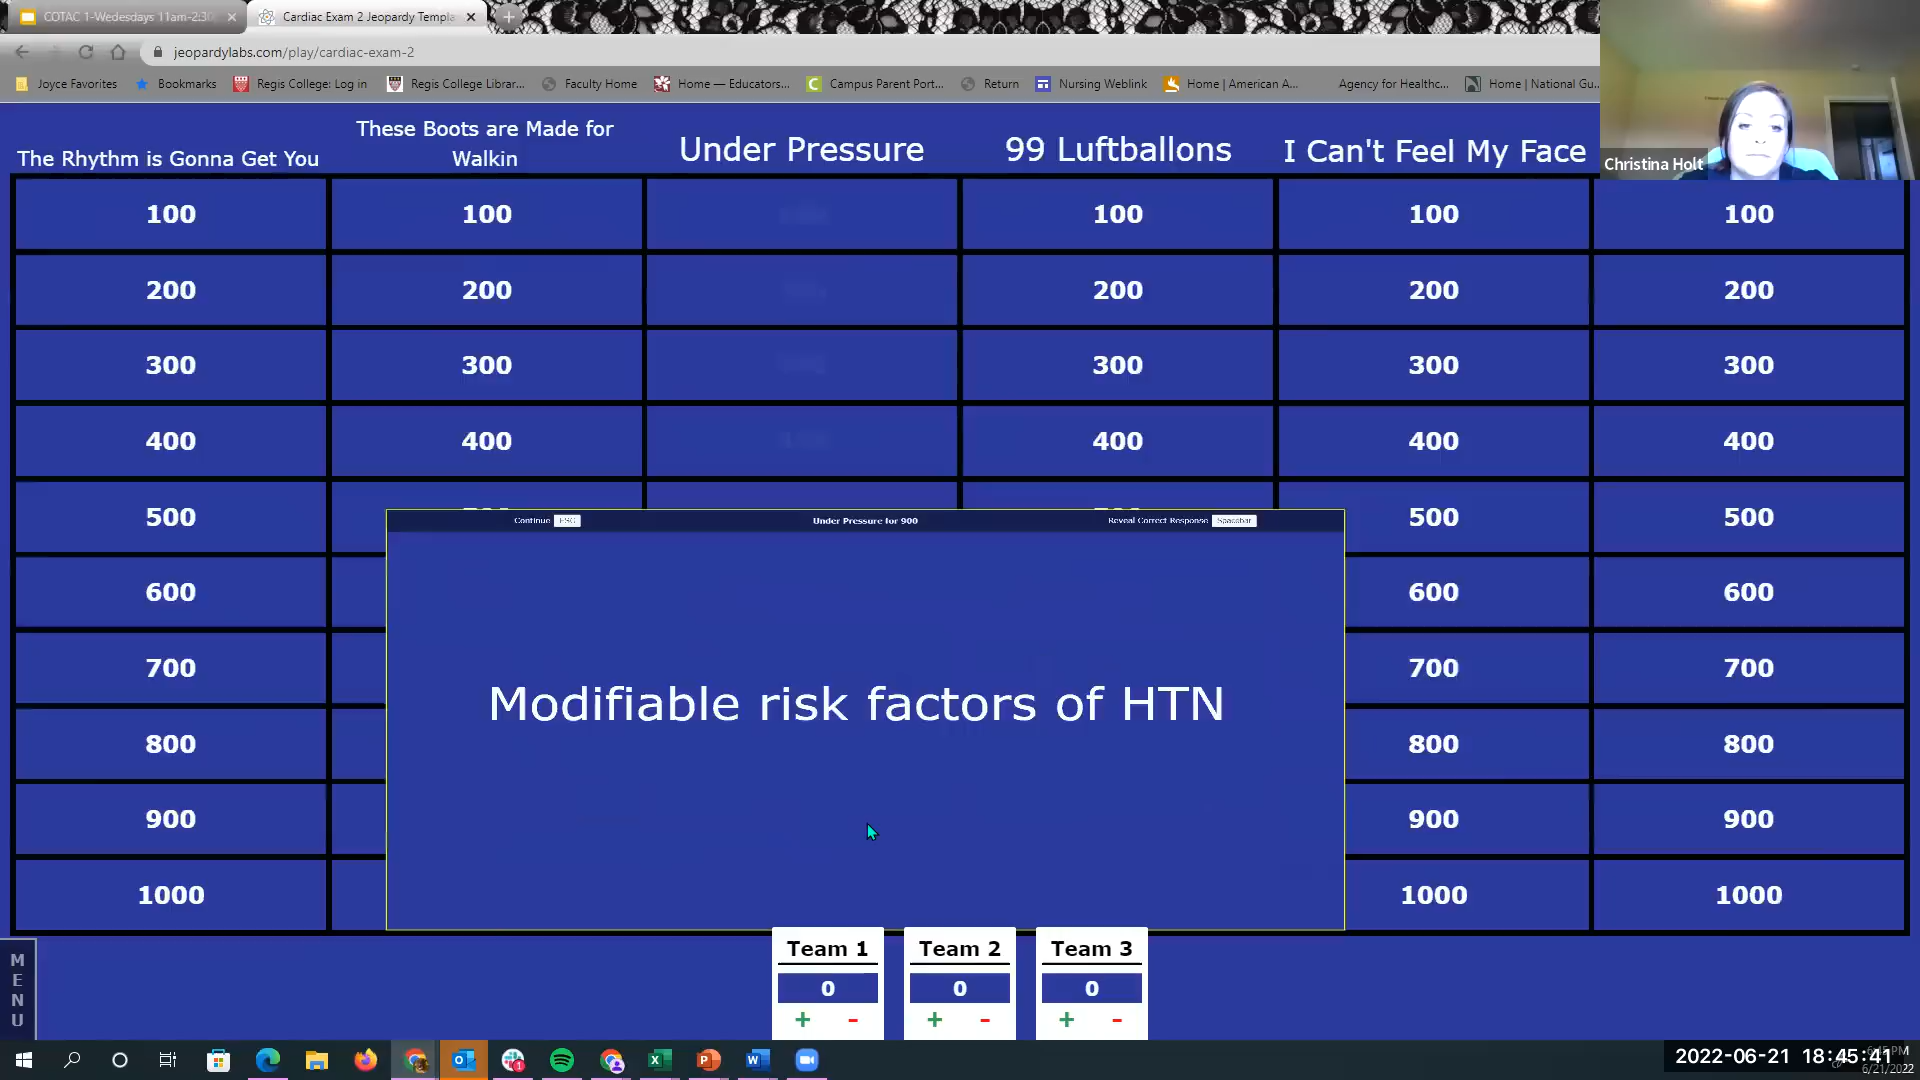 COTAC 1-Wedesdays 11am-2:30
Cardiac Exam 2 Jeopardy Templa
jeopardylabs.com/play/cardiac-exam-2
Joyce Favorites
Bookmarks
Regis College: Log in
Regis College Librar...
Faculty Home
Home — Educators...
Campus Parent Port...
Return
Nursing Weblink
Home | American A...
Agency for Healthc...
Home | National Gu...
Christina Holt
The Rhythm is Gonna Get You
These Boots are Made for
Walkin
Under Pressure
99 Luftballons
I Can't Feel My Face
100 100 100 100 100
200 200 200 200 200
300 300 300 300 300
400 400 400 400 400
500 500 500
Continue ESC
Under Pressure for 900
Reveal Correct Response Spacebar
Modifiable risk factors of HTN
600 600 600
700 700 700
800 800 800
900 900 900
1000 1000 1000
Team 1
0
+ -
Team 2
0
+ -
Team 3
0
+ -
MENU
2022-06-21 18:45:41
6/21/2022